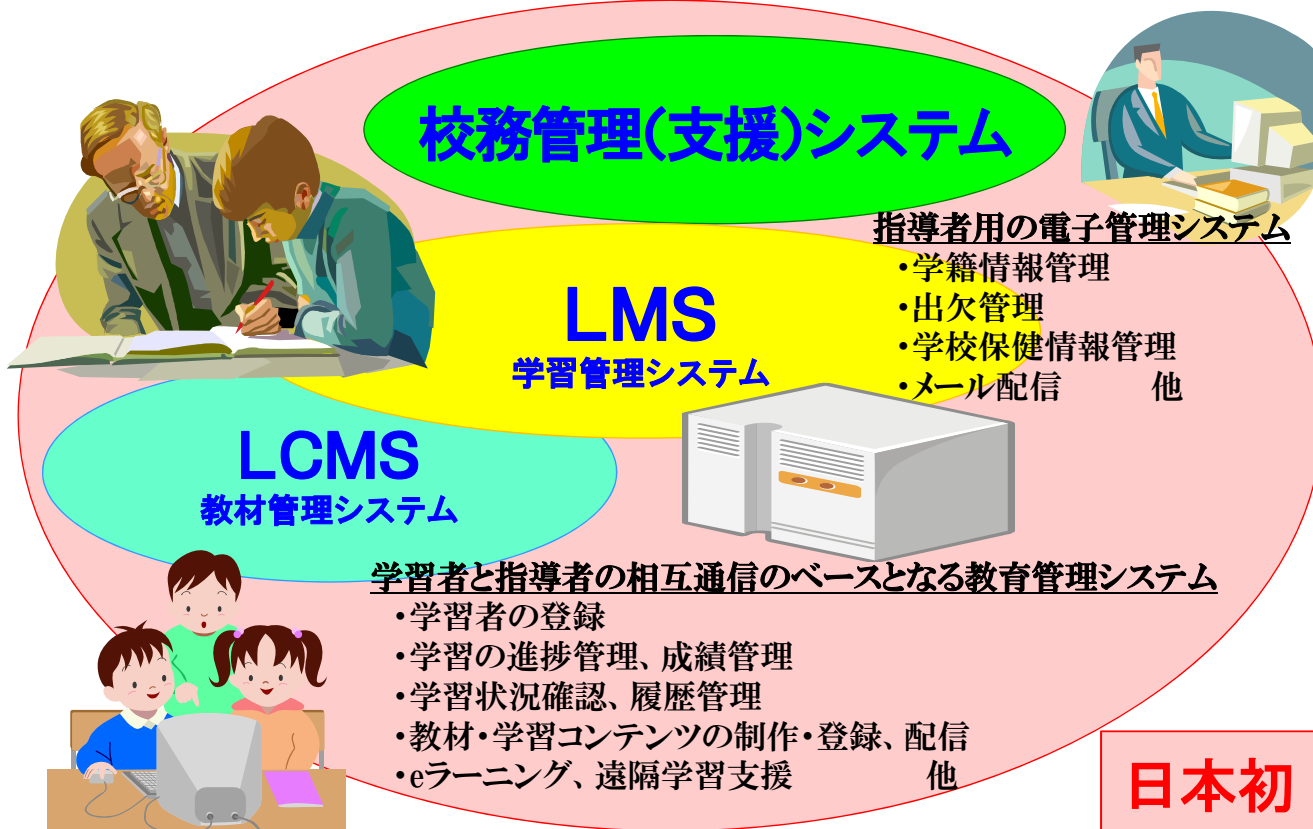 校務管理(支援)システム
指導者用の電子管理システム
・学籍情報管理
・出欠管理
・学校保健情報管理
・メール配信　　　他
LMS
学習管理システム
LCMS
教材管理システム
学習者と指導者の相互通信のベースとなる教育管理システム
・学習者の登録
・学習の進捗管理、成績管理
・学習状況確認、履歴管理
・教材・学習コンテンツの制作・登録、配信
・eラーニング、遠隔学習支援　　　　他
日本初